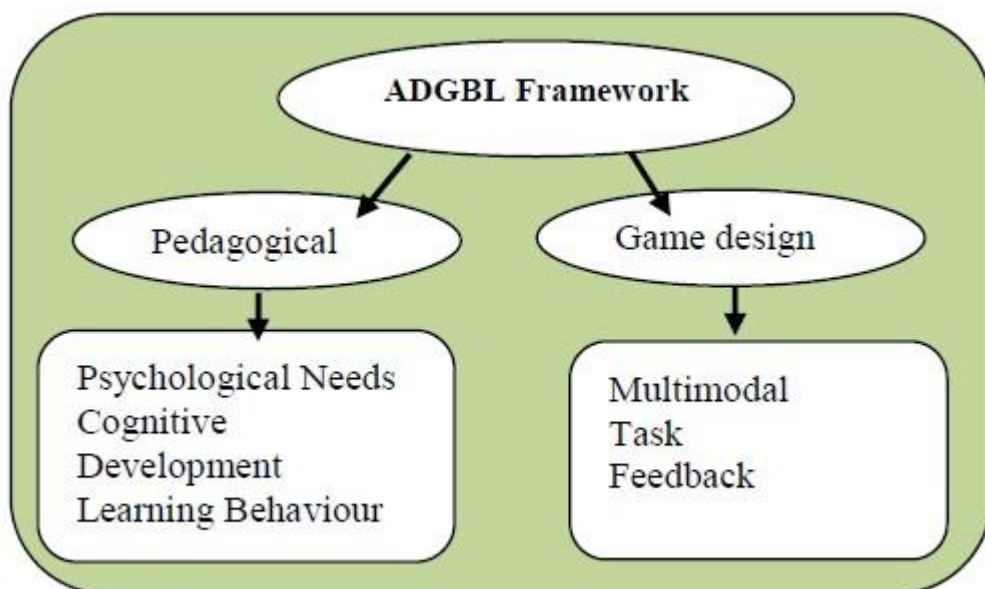 ADGBL Framework
Pedagogical
Game design
Psychological Needs
Cognitive
Development
Learning Behaviour
Multimodal
Task
Feedback